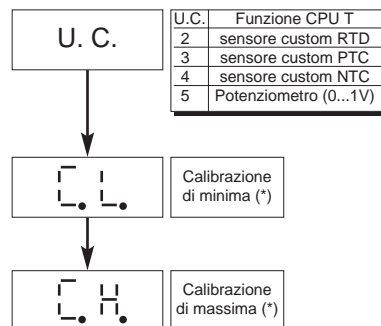 U. C.
U.C. Funzione CPU T
2 sensore custom RTD
3 sensore custom PTC
4 sensore custom NTC
5 Potenziometro (0...1V)
C. L.
Calibrazione
di minima (*)
C. H.
Calibrazione
di massima (*)